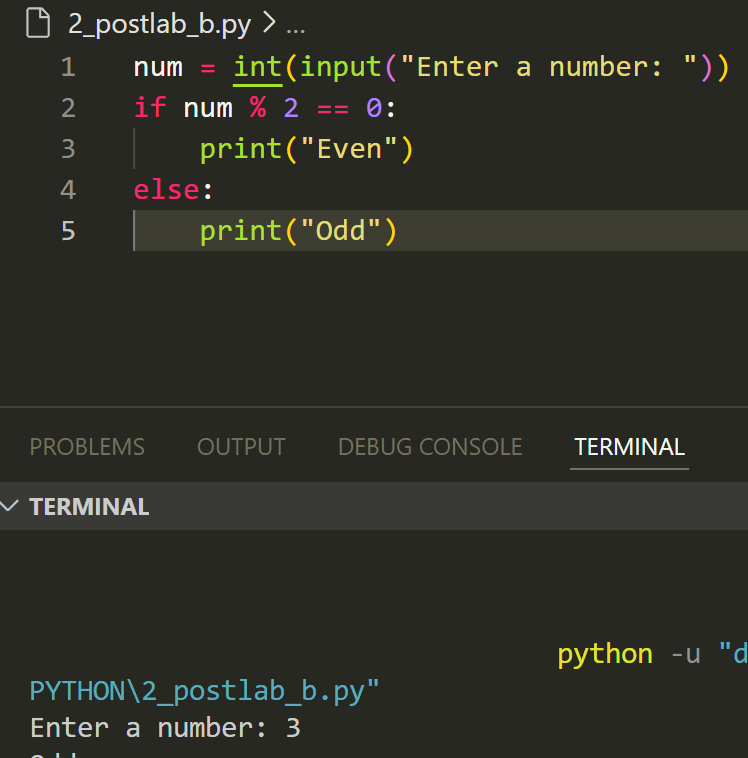 2_postlab_b.py > ...
1 num = int(input("Enter a number: "))
2 if num % 2 == 0:
3     print("Even")
4 else:
5     print("Odd")
PROBLEMS OUTPUT DEBUG CONSOLE TERMINAL
TERMINAL
python -u "d
PYTHON\2_postlab_b.py"
Enter a number: 3